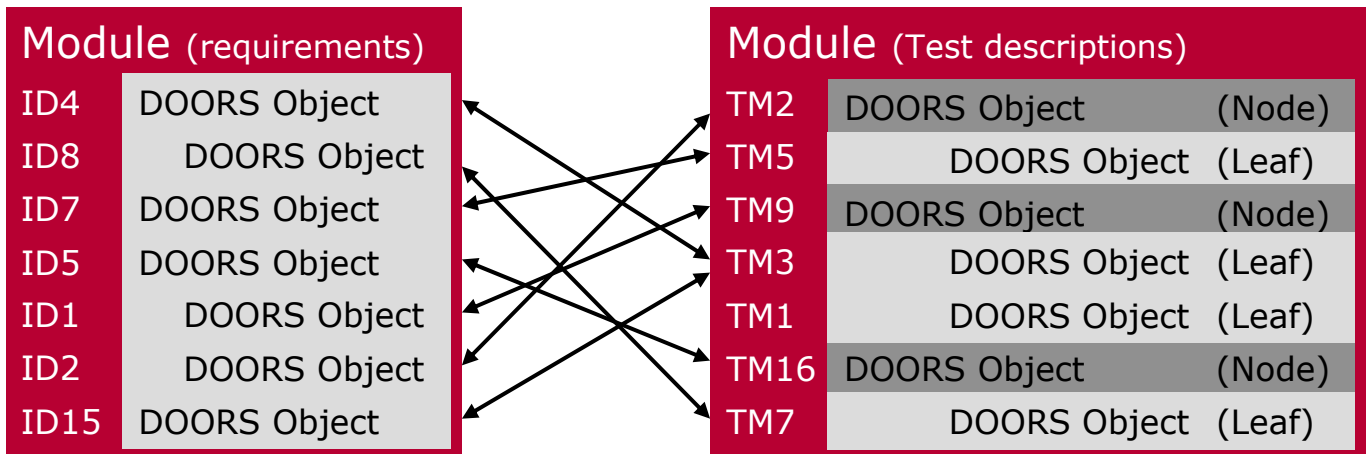 Module (requirements)
ID4 DOORS Object
ID8 DOORS Object
ID7 DOORS Object
ID5 DOORS Object
ID1 DOORS Object
ID2 DOORS Object
ID15 DOORS Object
Module (Test descriptions)
TM2 DOORS Object (Node)
TM5 DOORS Object (Leaf)
TM9 DOORS Object (Node)
TM3 DOORS Object (Leaf)
TM1 DOORS Object (Leaf)
TM16 DOORS Object (Node)
TM7 DOORS Object (Leaf)